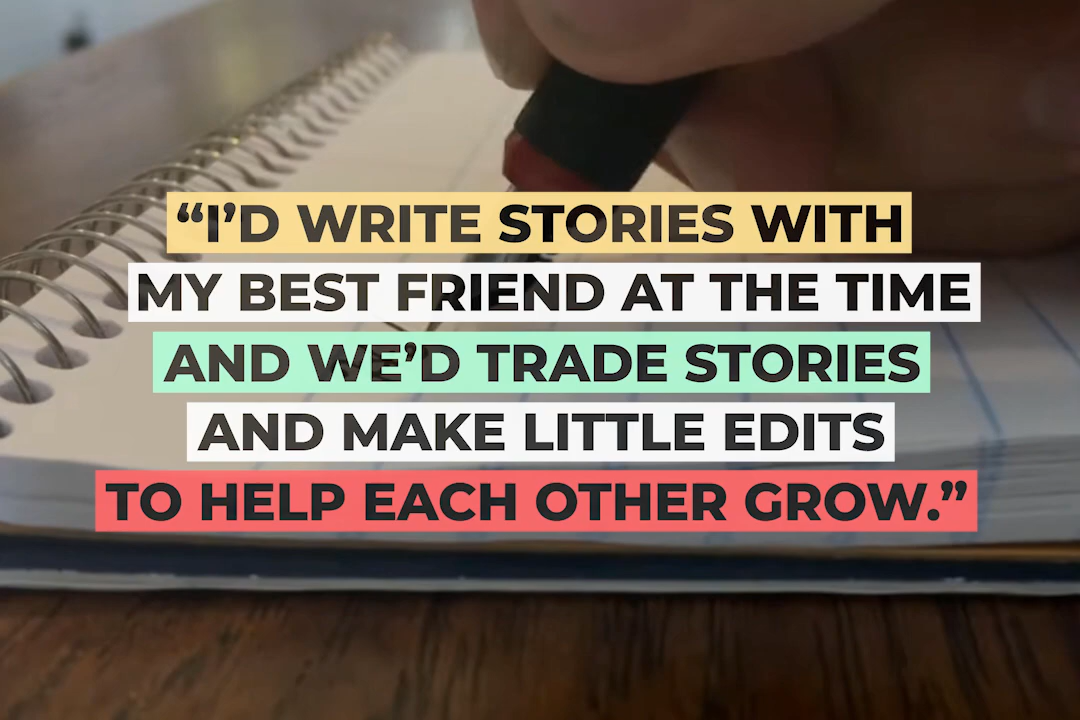 “I’D WRITE STORIES WITH
MY BEST FRIEND AT THE TIME
AND WE’D TRADE STORIES
AND MAKE LITTLE EDITS
TO HELP EACH OTHER GROW.”